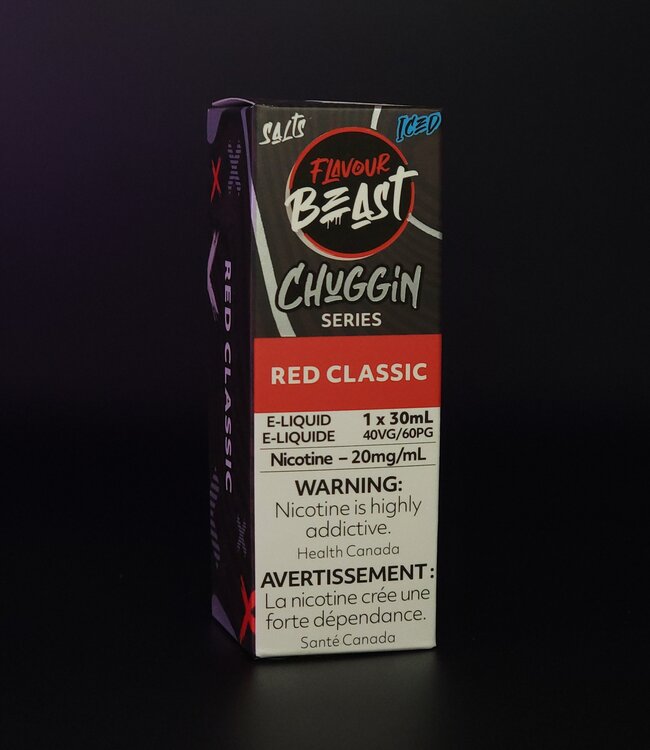 SALTS
ICED
FLAVOUR
BEAST
CHUGGIN
SERIES
RED CLASSIC
E-LIQUID 1 x 30mL
E-LIQUIDE 40VG/60PG
Nicotine – 20mg/mL
WARNING:
Nicotine is highly
addictive.
Health Canada
AVERTISSEMENT:
La nicotine crée une
forte dépendance.
Santé Canada
RED CLASSIC